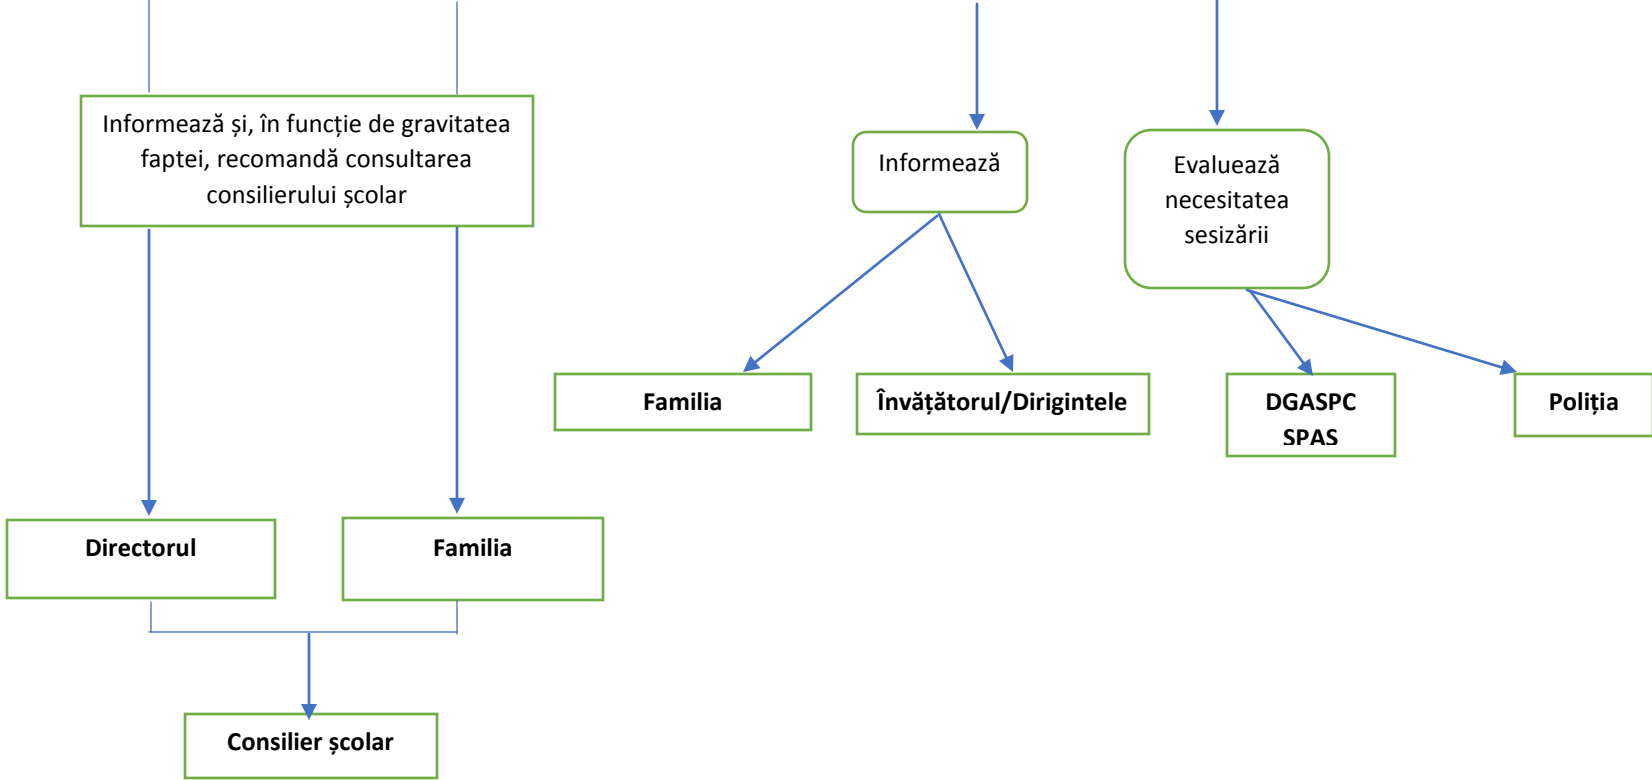 Informează și, în funcție de gravitatea
faptei, recomandă consultarea
consilierului școlar
Informează
Evaluează
necesitatea
sesizării
Familia
Învățătorul/Dirigintele
DGASPC
SPAS
Poliția
Directorul
Familia
Consilier școlar